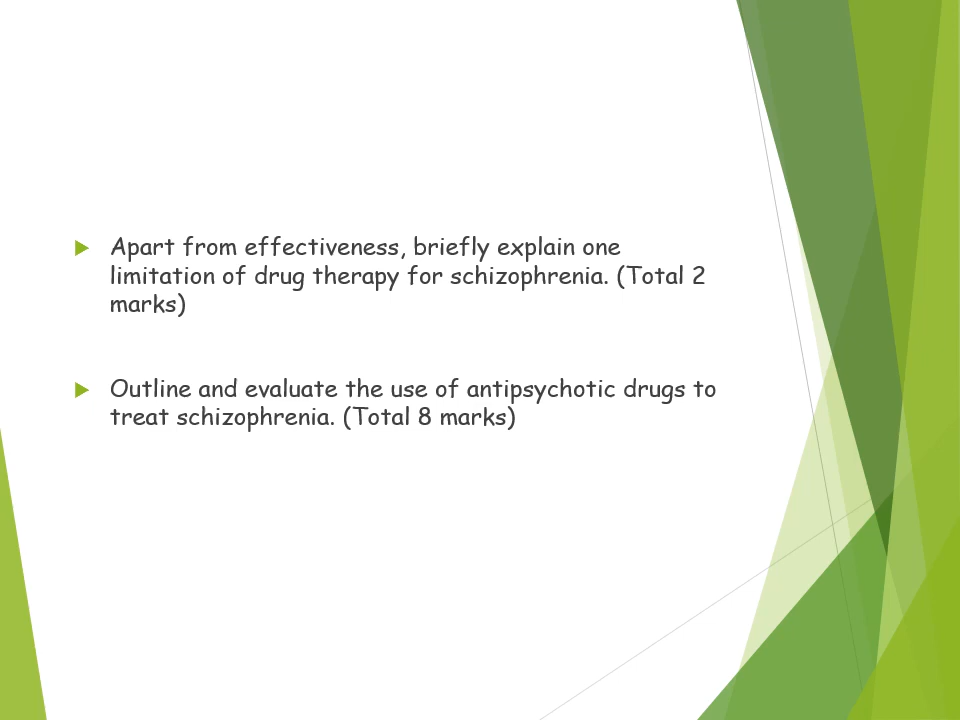 Apart from effectiveness, briefly explain one
limitation of drug therapy for schizophrenia. (Total 2
marks)
Outline and evaluate the use of antipsychotic drugs to
treat schizophrenia. (Total 8 marks)